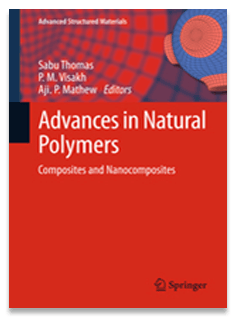 Advanced Structured Materials
Sabu Thomas
P. M. Visakh
Aji. P. Mathew Editors
Advances in Natural
Polymers
Composites and Nanocomposites
Springer